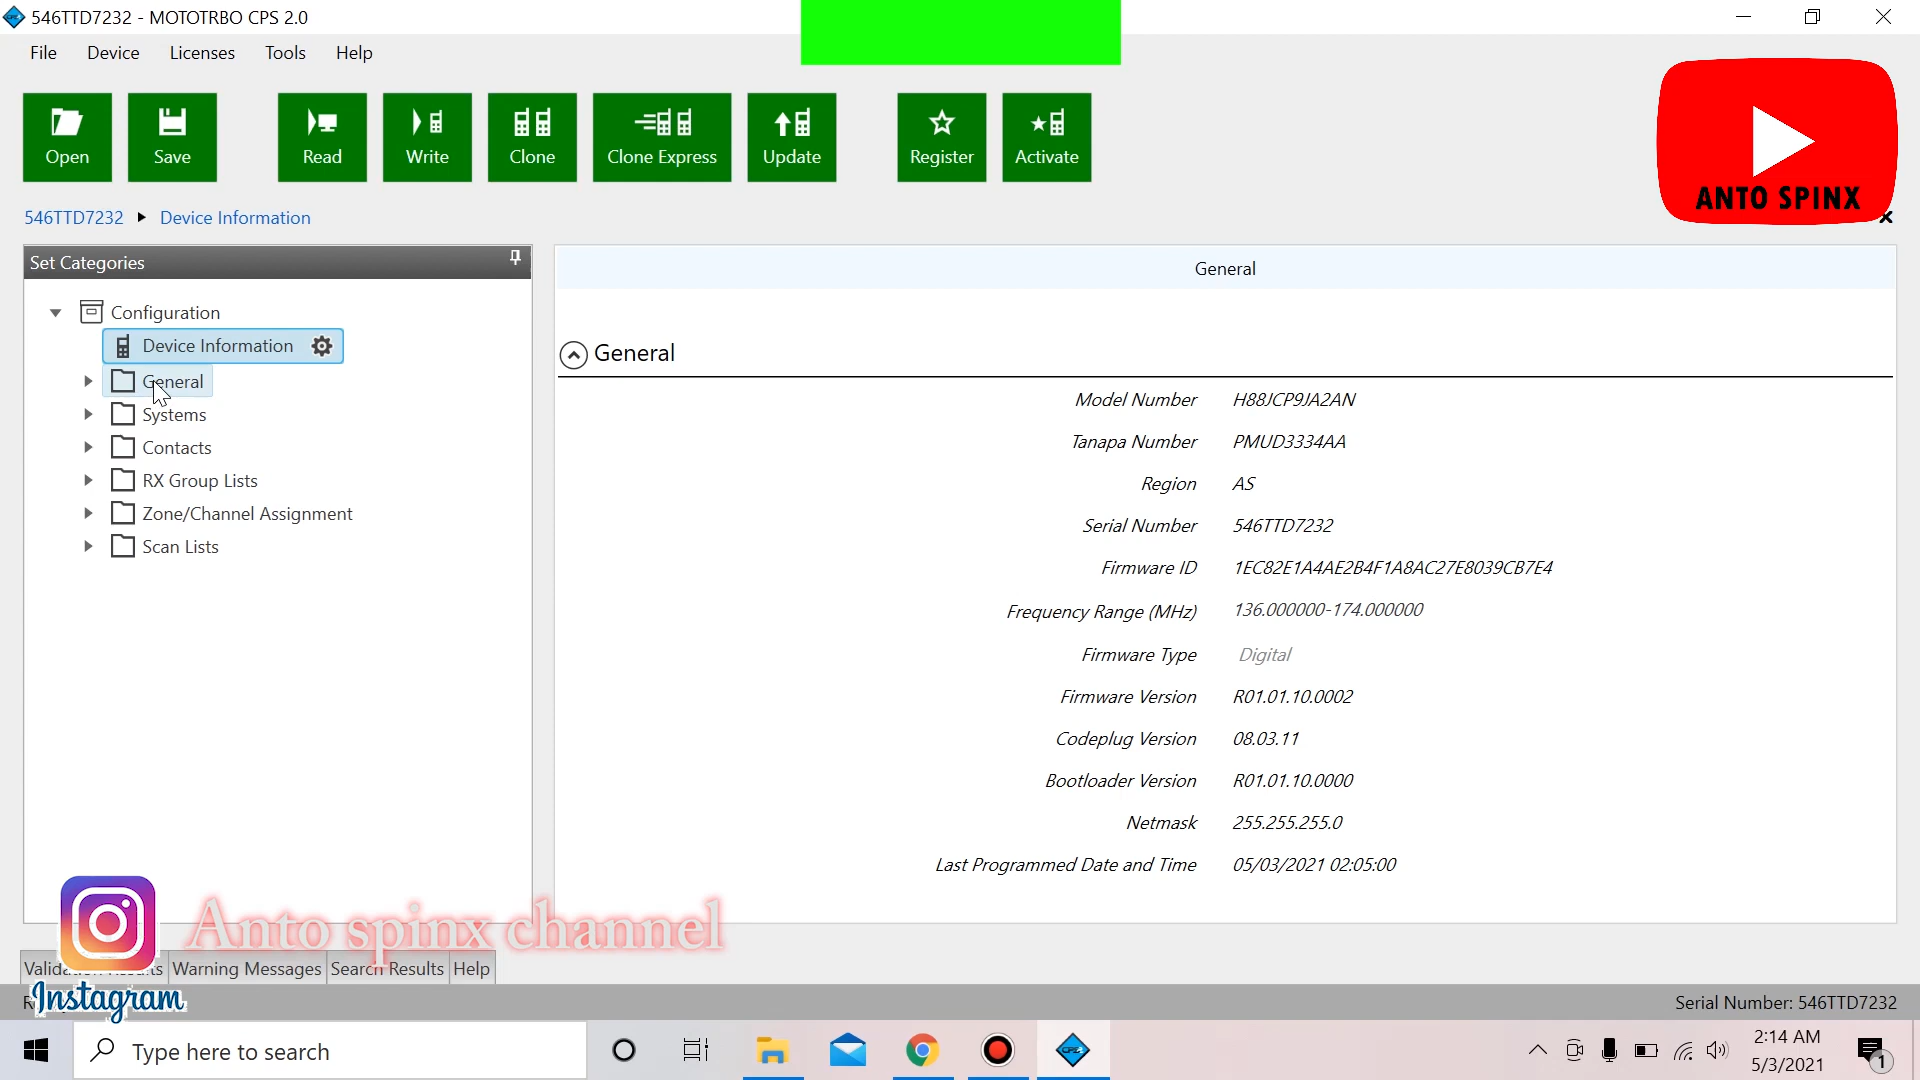 546TTD7232 - MOTOTRBO CPS 2.0
File Device Licenses Tools Help
Open Save Read Write Clone Clone Express Update Register Activate
ANTO SPINX
546TTD7232 Device Information
Set Categories
Configuration
Device Information
General
Systems
Contacts
RX Group Lists
Zone/Channel Assignment
Scan Lists
General
General
Model Number H88JCP9JA2AN
Tanapa Number PMUD3334AA
Region AS
Serial Number 546TTD7232
Firmware ID 1EC82E1A4AE2B4F1A8AC27E8039CB7E4
Frequency Range (MHz) 136.000000-174.000000
Firmware Type Digital
Firmware Version R01.01.10.0002
Codeplug Version 08.03.11
Bootloader Version R01.01.10.0000
Netmask 255.255.255.0
Last Programmed Date and Time 05/03/2021 02:05:00
Anto spinx channel
Warning Messages Search Results Help
Instagram
Serial Number: 546TTD7232
Type here to search
2:14 AM
5/3/2021
1